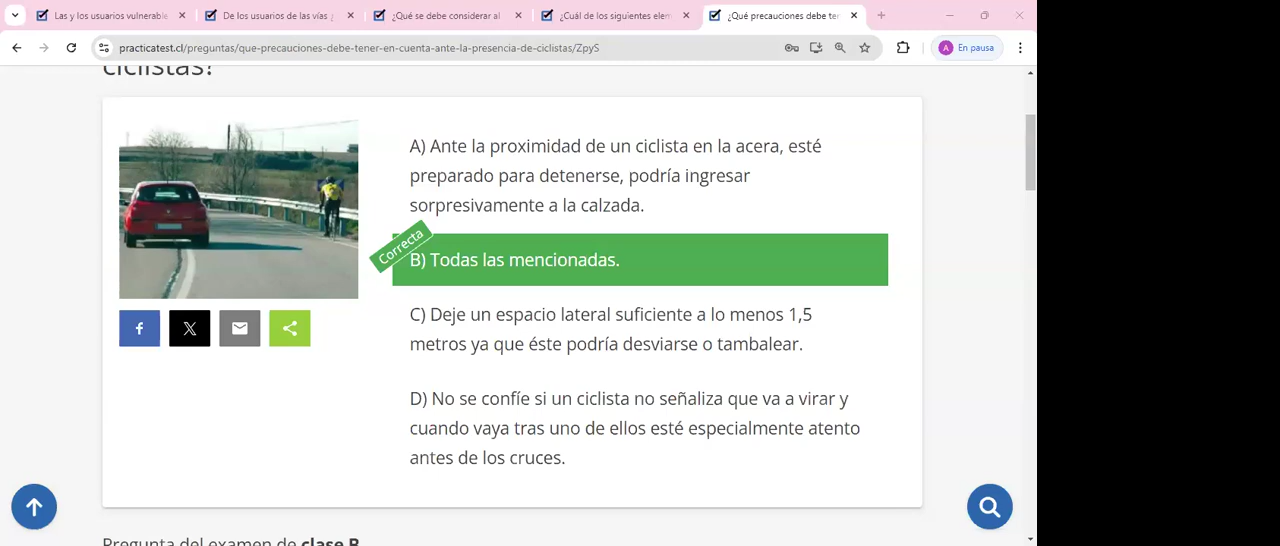 Las y los usuarios vulnerable
De los usuarios de las vías ¿
¿Qué se debe considerar al
¿Cuál de los siguientes elem
¿Qué precauciones debe ter
practicatest.cl/preguntas/que-precauciones-debe-tener-en-cuenta-ante-la-presencia-de-ciclistas/ZpyS
A
En pausa
ciclistas?
A) Ante la proximidad de un ciclista en la acera, esté
preparado para detenerse, podría ingresar
sorpresivamente a la calzada.
Correcta
B) Todas las mencionadas.
C) Deje un espacio lateral suficiente a lo menos 1,5
metros ya que éste podría desviarse o tambalear.
D) No se confíe si un ciclista no señaliza que va a virar y
cuando vaya tras uno de ellos esté especialmente atento
antes de los cruces.
Pregunta del examen de clase B